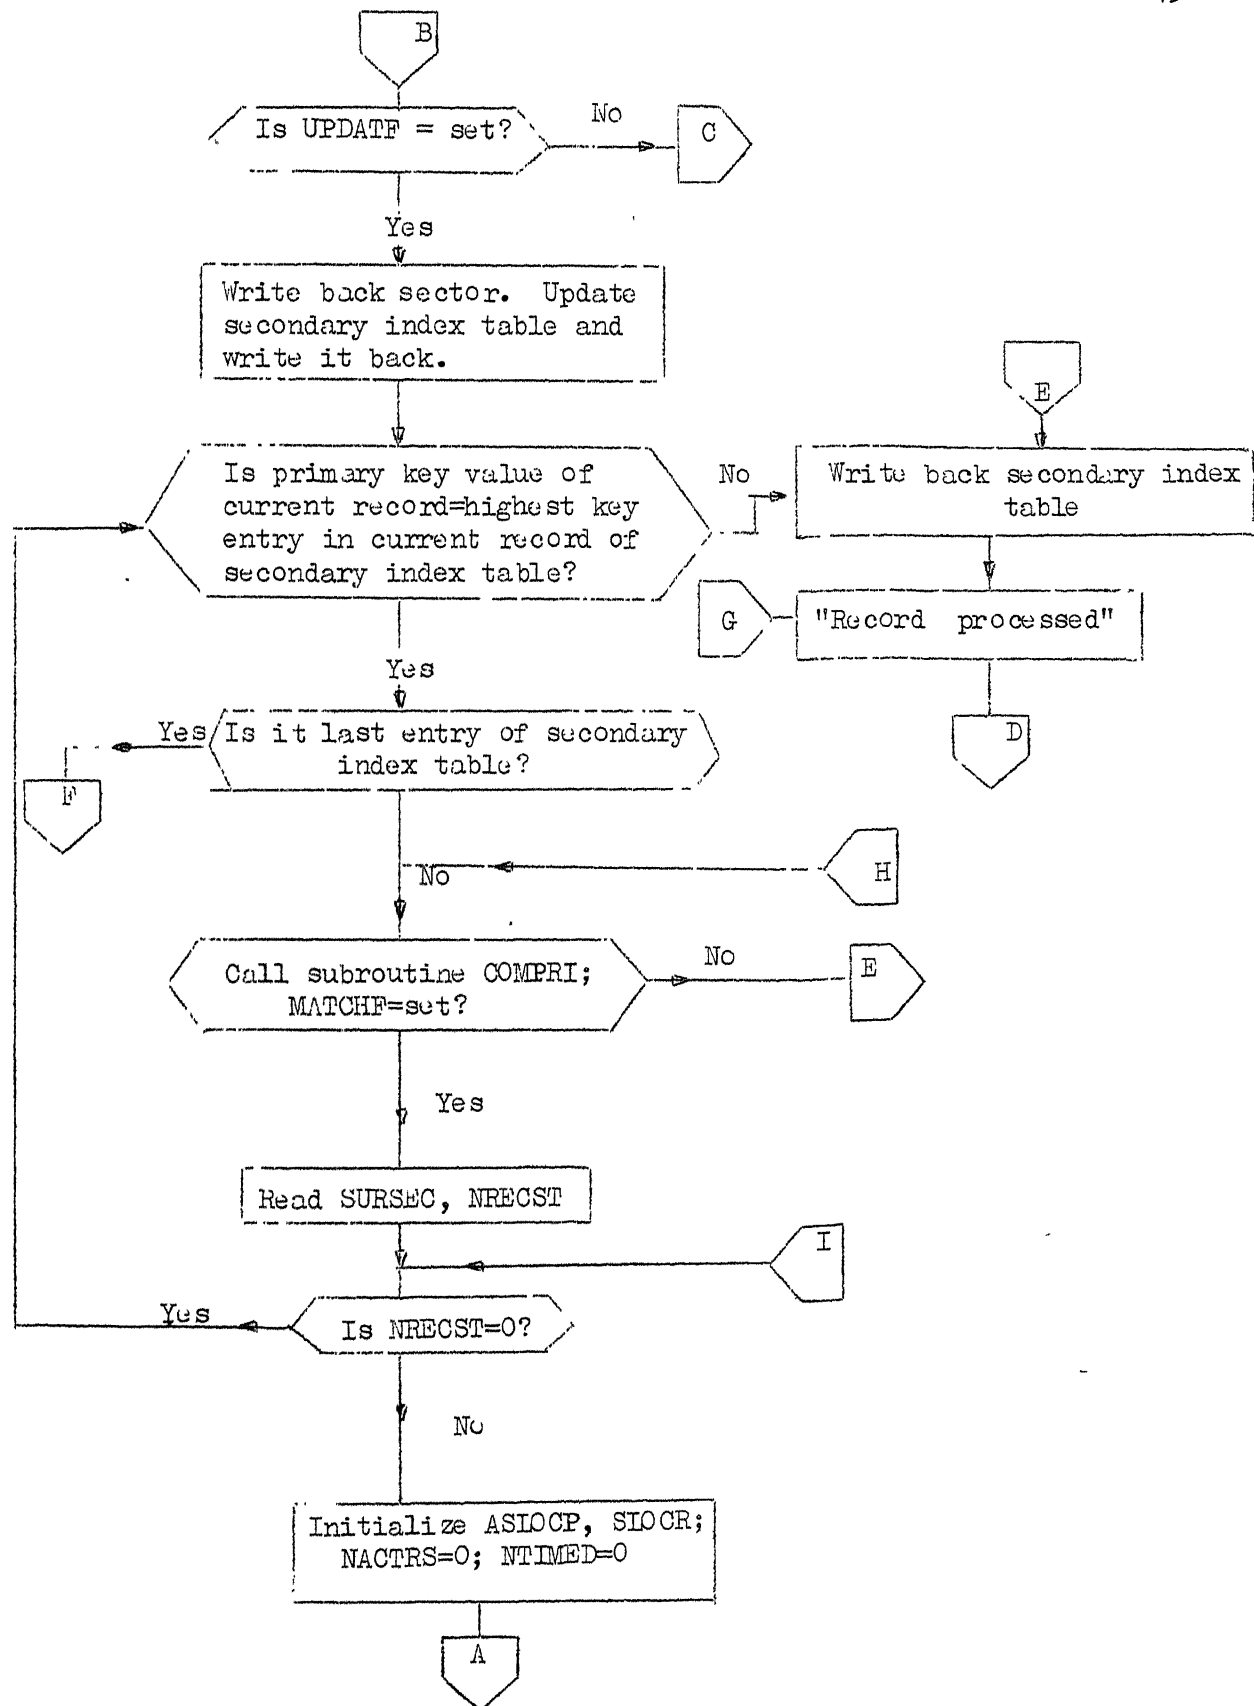 B
Is UPDATF = set?
No
C
Yes
Write back sector. Update
secondary index table and
write it back.
E
Is primary key value of
current record=highest key
entry in current record of
secondary index table?
No
Write back secondary index
table
G
"Record processed"
D
Yes
Yes
Is it last entry of secondary
index table?
F
H
No
Call subroutine COMPRI;
MATCHF=set?
No
E
Yes
Read SURSEC, NRECST
I
Yes
Is NRECST=0?
No
Initialize ASLOCP, SLOCR;
NACTRS=0; NTIMED=0
A